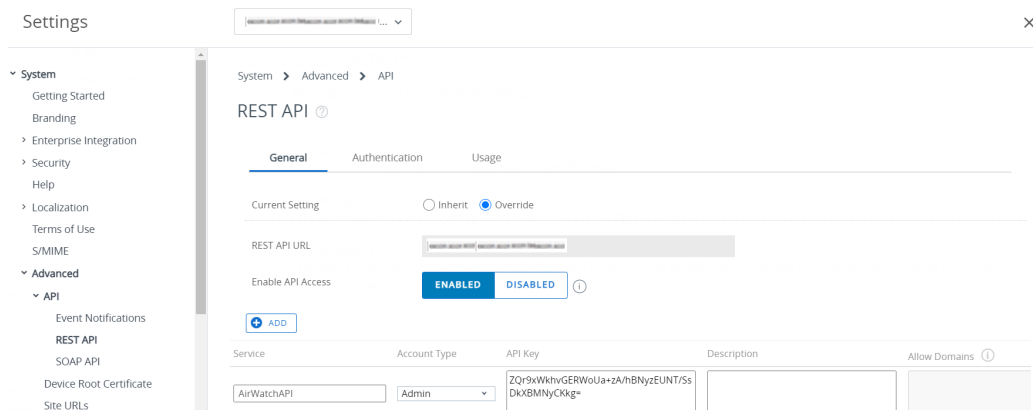 Settings
System
Getting Started
Branding
Enterprise Integration
Security
Help
Localization
Terms of Use
S/MIME
Advanced
API
Event Notifications
REST API
SOAP API
Device Root Certificate
Site URLs
System > Advanced > API
REST API
General Authentication Usage
Current Setting Inherit Override
REST API URL
Enable API Access ENABLED DISABLED
ADD
Service Account Type API Key Description Allow Domains
AirWatchAPI Admin ZQr9xWkhvGERWoUa+zA/hBNyzEUNT/Ss
DkXBMNyCKkg=